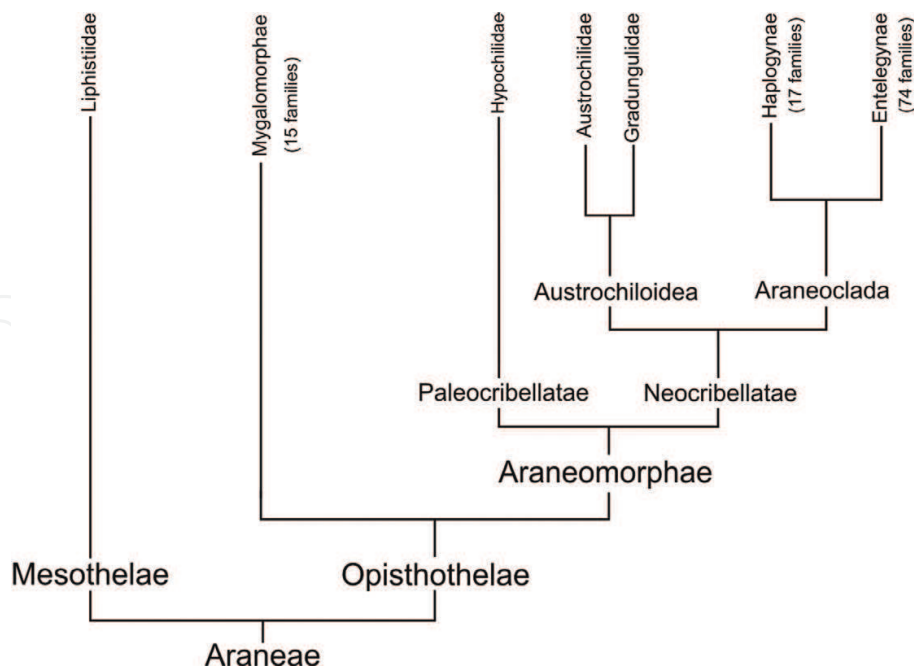 Liphistiidae
Mygalomorphae
(15 families)
Hypochilidae
Austrochilidae
Gradungulidae
Haplogynae
(17 families)
Entelegynae
(74 families)
Austrochiloidea
Araneoclada
Paleocribellatae
Neocribellatae
Araneomorphae
Mesothelae
Opisthothelae
Araneae